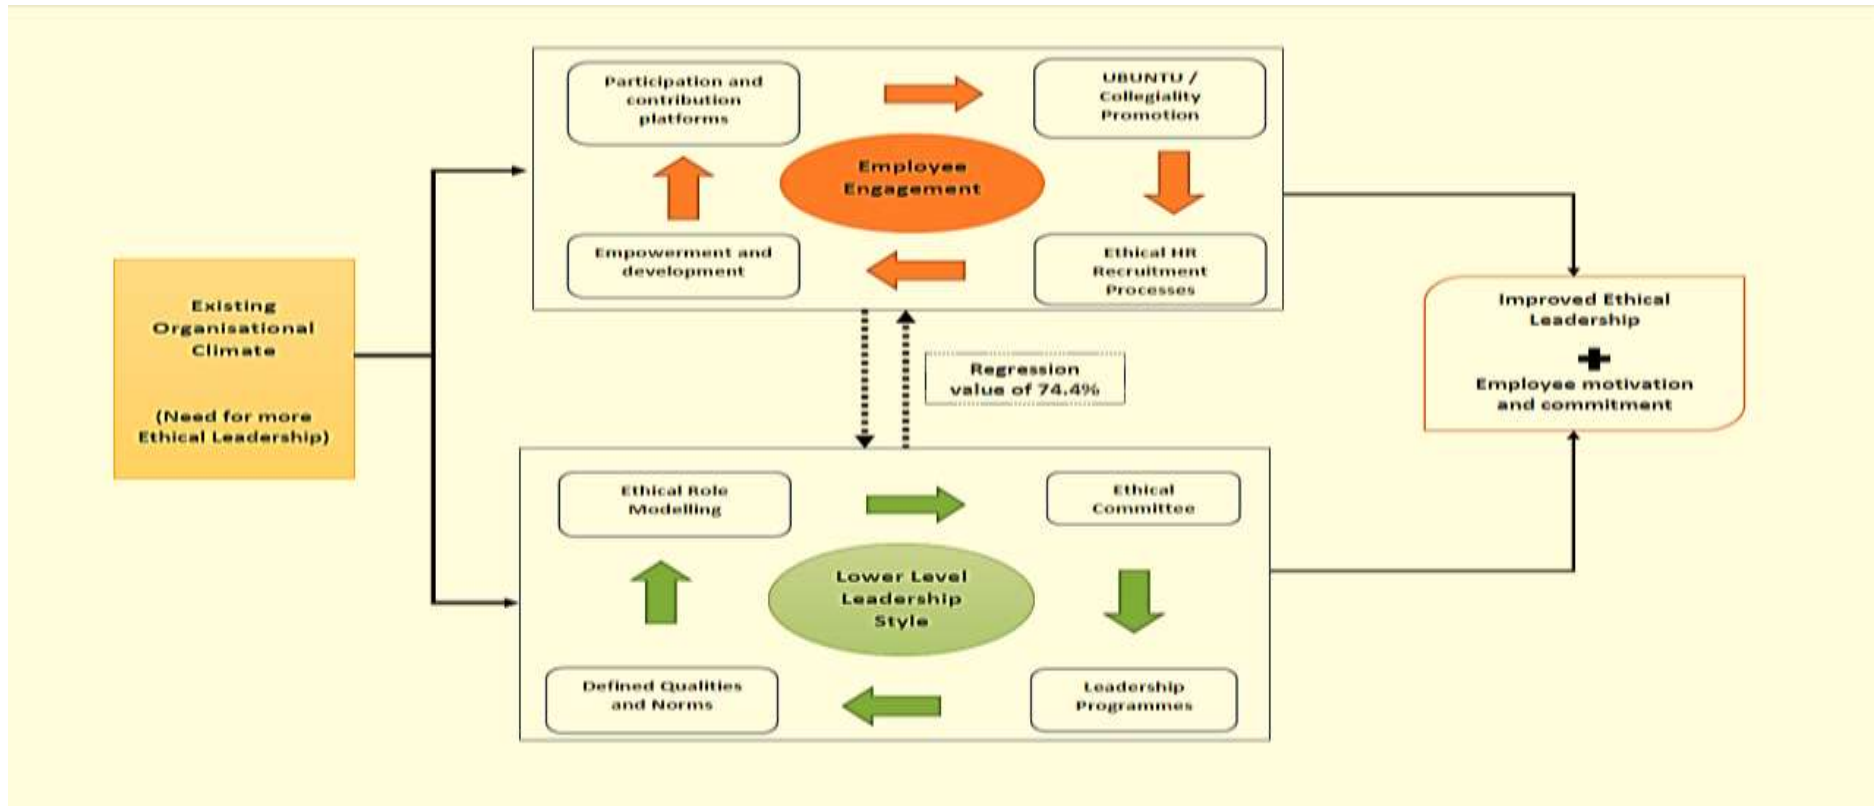 Existing
Organisational
Climate
(Need for more
Ethical Leadership)
Participation and
contribution
platforms
UBUNTU /
Collegiality
Promotion
Employee
Engagement
Empowerment and
development
Ethical HR
Recruitment
Processes
Regression
value of 74.4%
Ethical Role
Modelling
Ethical
Committee
Lower Level
Leadership
Style
Defined Qualities
and Norms
Leadership
Programmes
Improved Ethical
Leadership
Employee motivation
and commitment